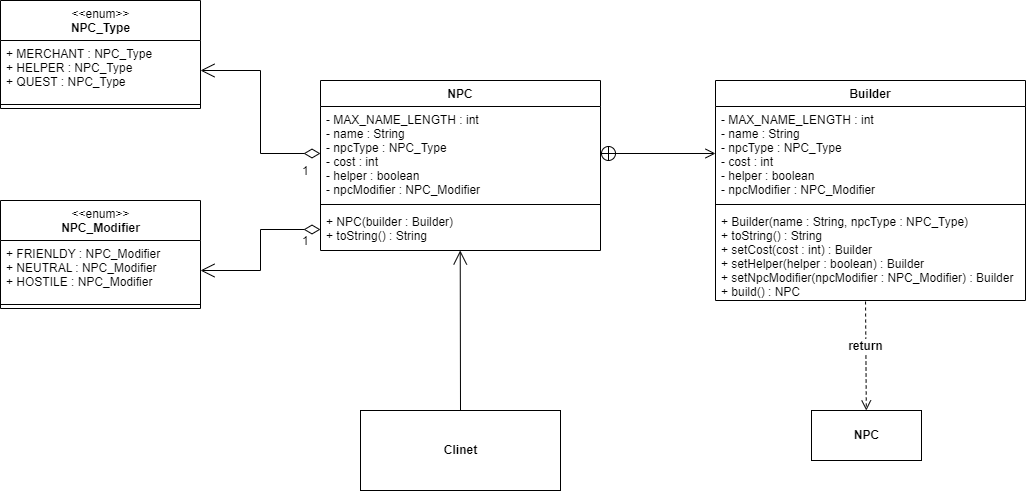 <<enum>>
NPC_Type
+ MERCHANT : NPC_Type
+ HELPER : NPC_Type
+ QUEST : NPC_Type
NPC
- MAX_NAME_LENGTH : int
- name : String
- npcType : NPC_Type
- cost : int
- helper : boolean
- npcModifier : NPC_Modifier
+ NPC(builder : Builder)
+ toString() : String
1
1
Builder
- MAX_NAME_LENGTH : int
- name : String
- npcType : NPC_Type
- cost : int
- helper : boolean
- npcModifier : NPC_Modifier
+ Builder(name : String, npcType : NPC_Type)
+ toString() : String
+ setCost(cost : int) : Builder
+ setHelper(helper : boolean) : Builder
+ setNpcModifier(npcModifier : NPC_Modifier) : Builder
+ build() : NPC
<<enum>>
NPC_Modifier
+ FRIENLDY : NPC_Modifier
+ NEUTRAL : NPC_Modifier
+ HOSTILE : NPC_Modifier
return
Clinet
NPC